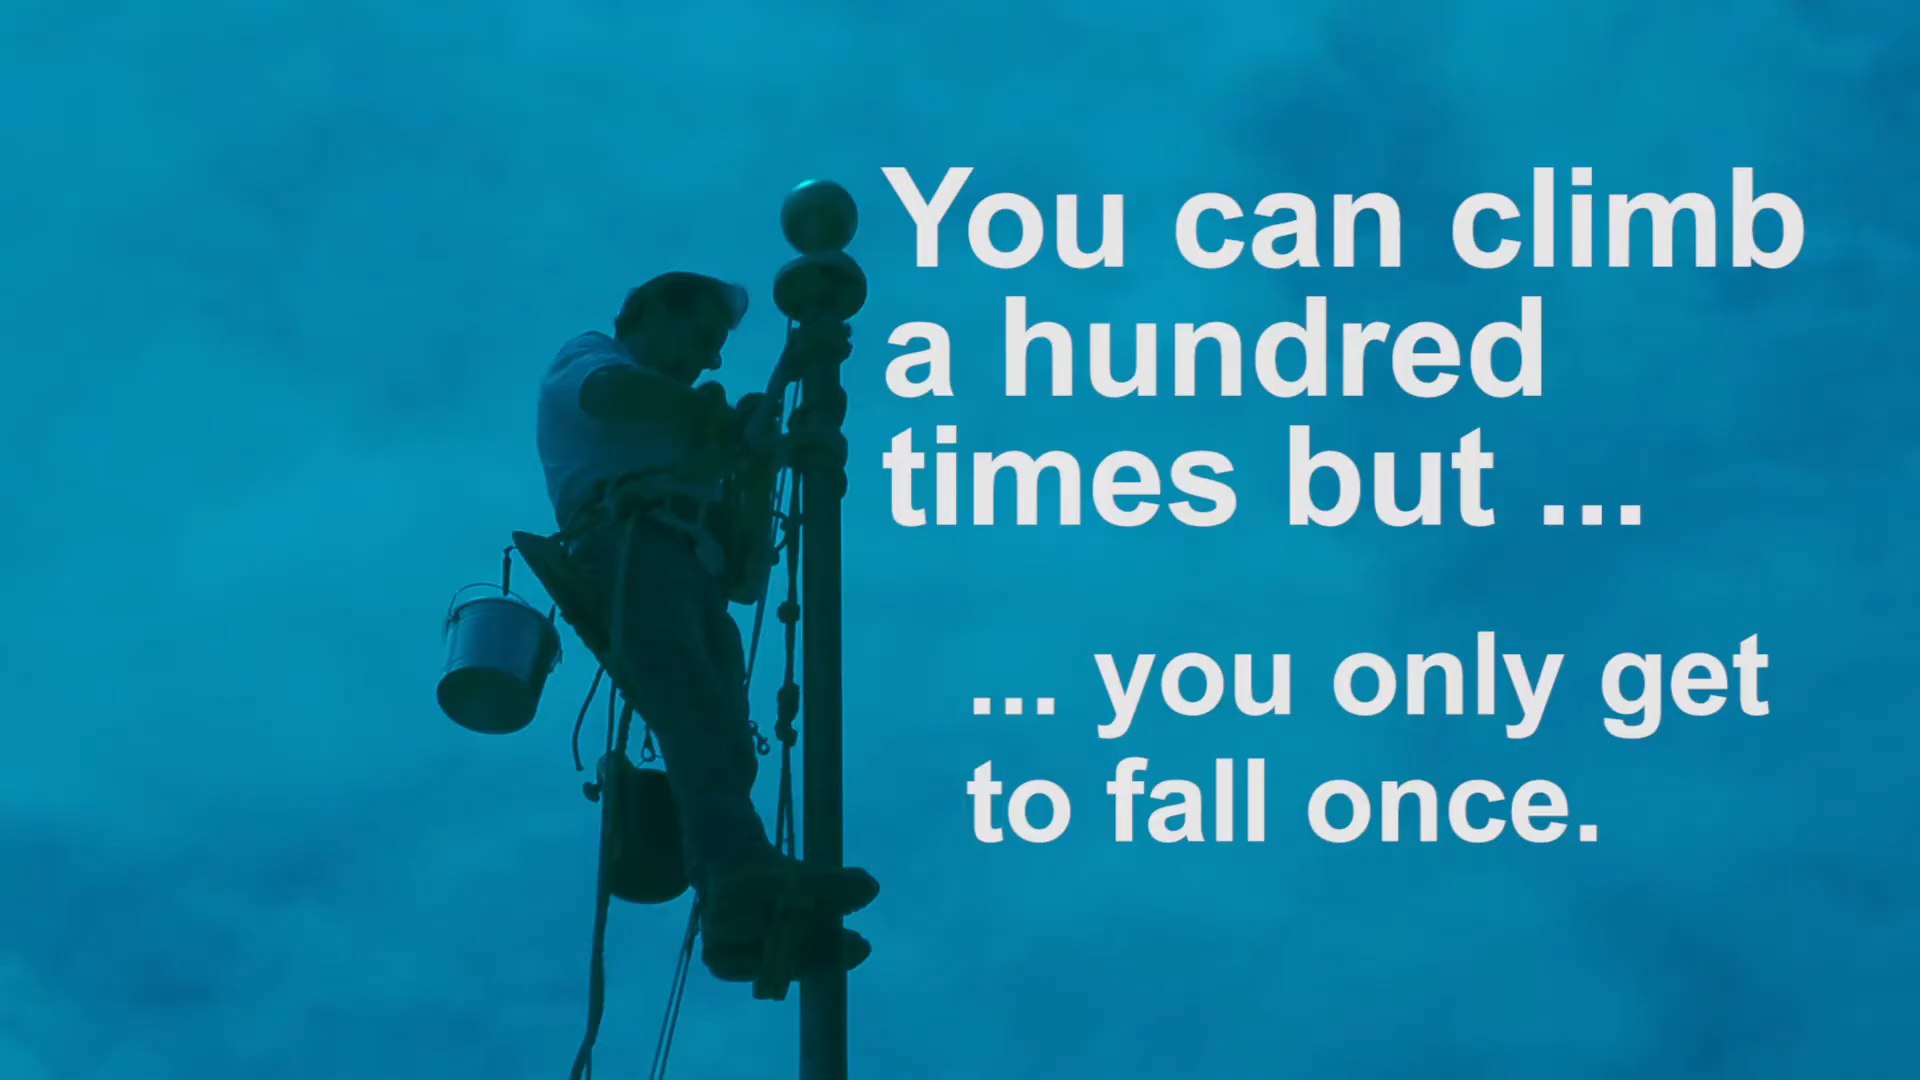 You can climb
a hundred
times but ...
... you only get
to fall once.